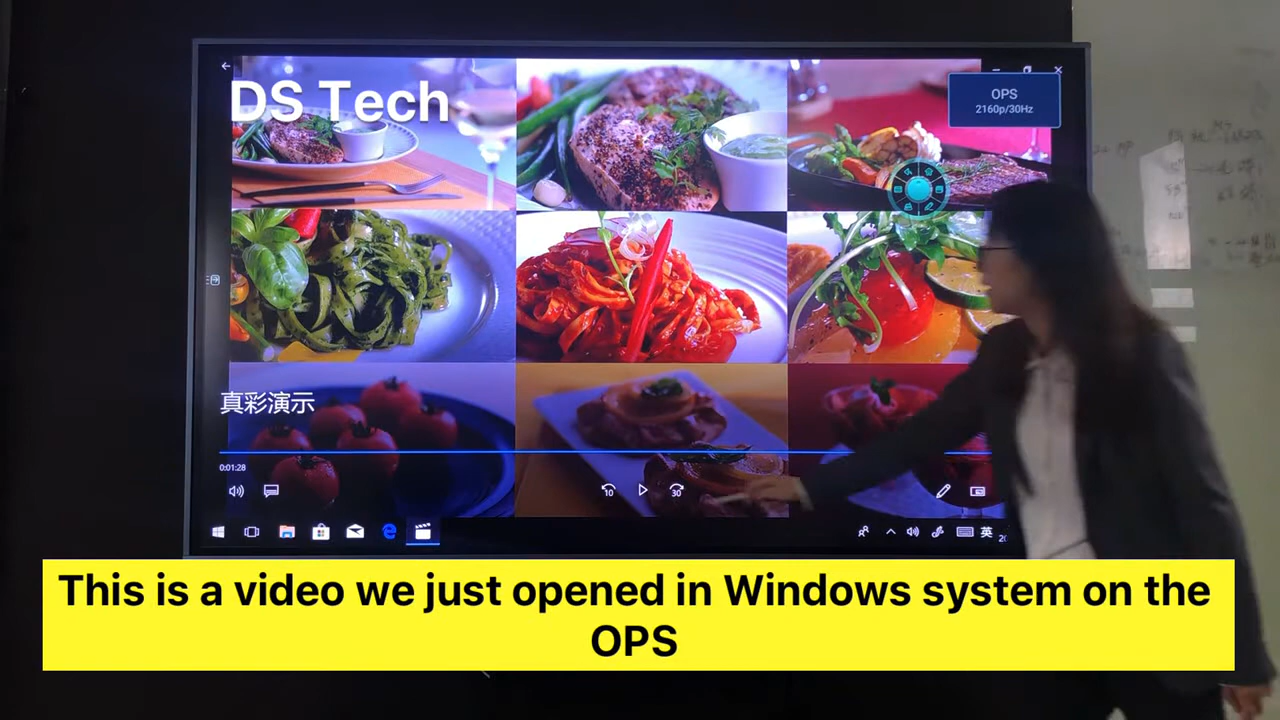 DS Tech
OPS
2160p/30Hz
真彩演示
0:01:28
10
30
英
This is a video we just opened in Windows system on the
OPS